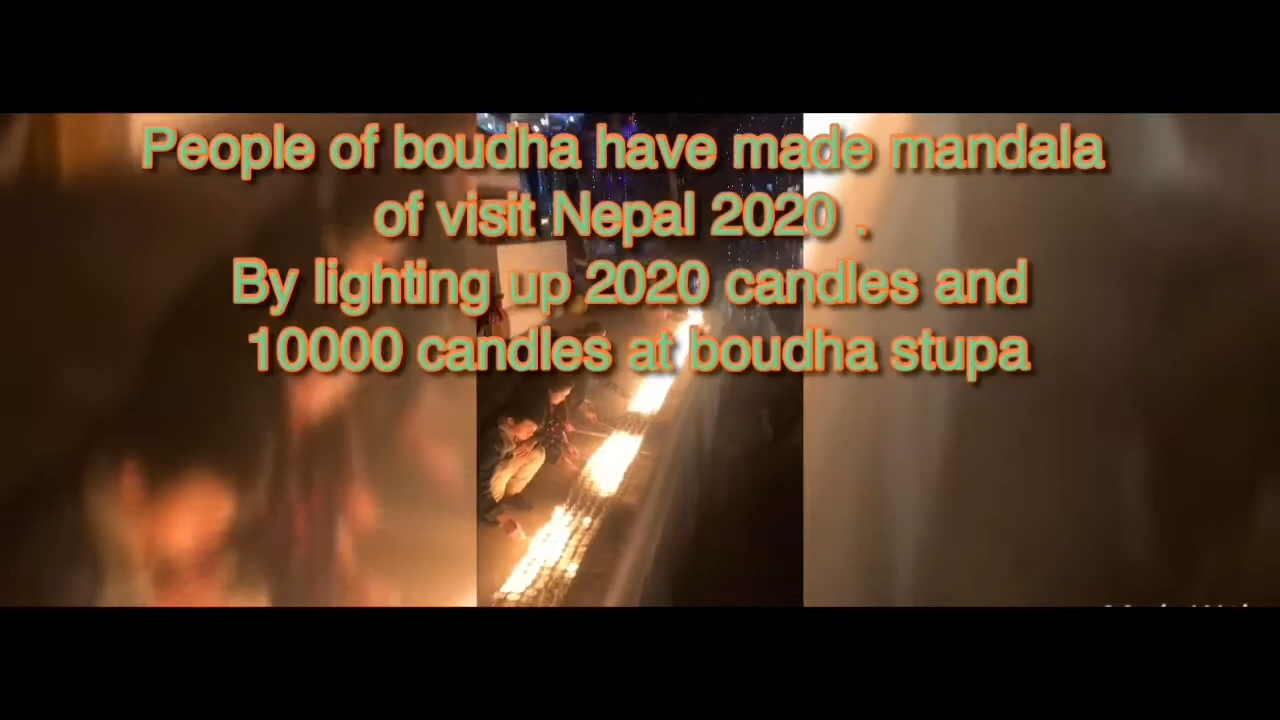 People of boudha have made mandala
of visit Nepal 2020 .
By lighting up 2020 candles and
10000 candles at boudha stupa